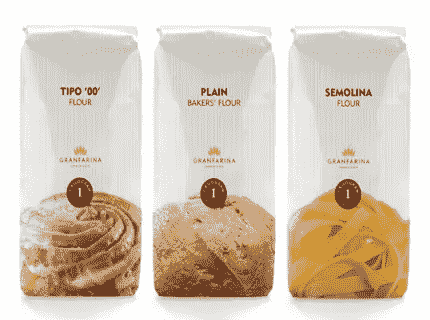 TIPO '00'
FLOUR
GRANFARINA
1
PLAIN
BAKERS' FLOUR
GRANFARINA
1
SEMOLINA
FLOUR
GRANFARINA
1